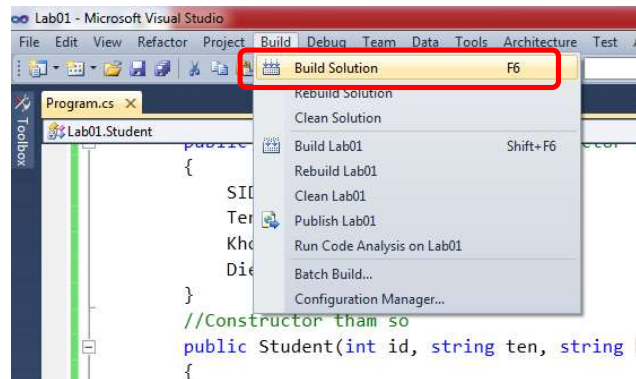 Lab01 - Microsoft Visual Studio
File Edit View Refactor Project Build Debug Team Data Tools Architecture Test
Build Solution F6
Program.cs
Rebuild Solution
Clean Solution
Toolbox
Lab01.Student
Build Lab01 Shift+F6
{
Rebuild Lab01
Clean Lab01
Publish Lab01
Run Code Analysis on Lab01
Batch Build...
}
Configuration Manager...
//Constructor tham so
public Student(int id, string ten, string
{